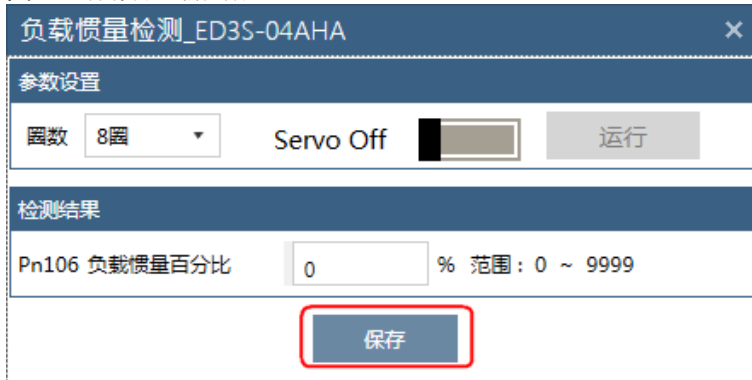 负载惯量检测_ED3S-04AHA ×
参数设置
圈数 8圈 Servo Off 运行
检测结果
Pn106 负载惯量百分比 0 % 范围：0 ~ 9999
保存